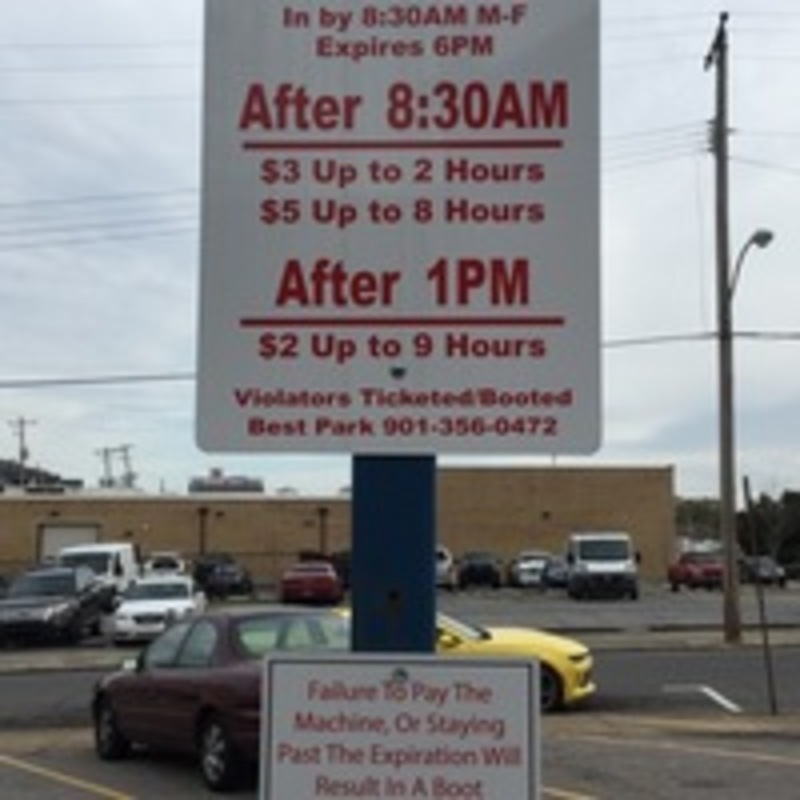 In by 8:30AM M-F
Expires 6PM
After 8:30AM
$3 Up to 2 Hours
$5 Up to 8 Hours
After 1PM
$2 Up to 9 Hours
Violators Ticketed/Booted
Best Park 901-356-0472
Failure To Pay The
Machine, Or Staying
Past The Expiration Will
Result In A Boot